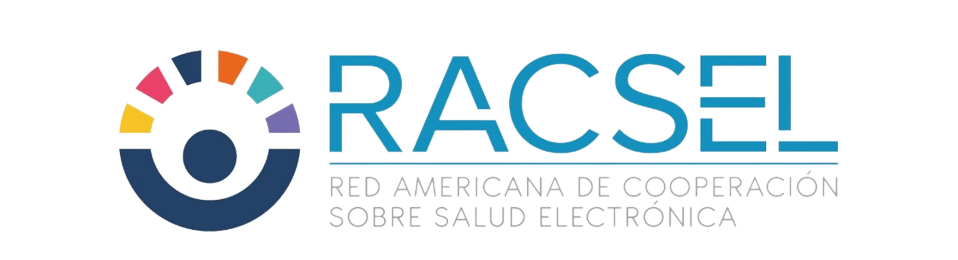 RACSEL
RED AMERICANA DE COOPERACIÓN
SOBRE SALUD ELECTRÓNICA